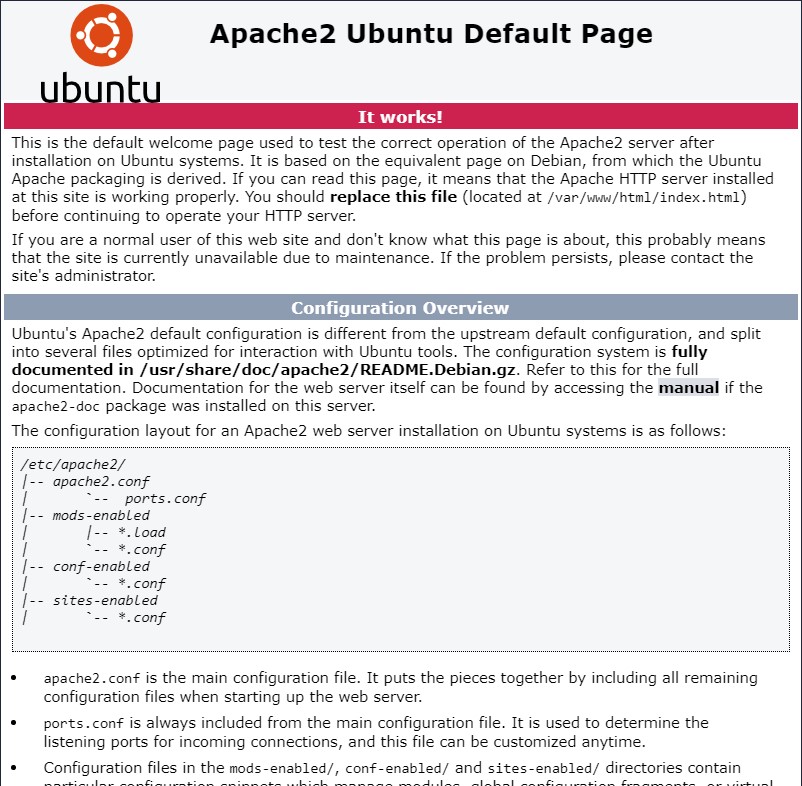 Apache2 Ubuntu Default Page
ubuntu
It works!
This is the default welcome page used to test the correct operation of the Apache2 server after
installation on Ubuntu systems. It is based on the equivalent page on Debian, from which the Ubuntu
Apache packaging is derived. If you can read this page, it means that the Apache HTTP server installed
at this site is working properly. You should replace this file (located at /var/www/html/index.html)
before continuing to operate your HTTP server.
If you are a normal user of this web site and don't know what this page is about, this probably means
that the site is currently unavailable due to maintenance. If the problem persists, please contact the
site's administrator.
Configuration Overview
Ubuntu's Apache2 default configuration is different from the upstream default configuration, and split
into several files optimized for interaction with Ubuntu tools. The configuration system is fully
documented in /usr/share/doc/apache2/README.Debian.gz. Refer to this for the full
documentation. Documentation for the web server itself can be found by accessing the manual if the
apache2-doc package was installed on this server.
The configuration layout for an Apache2 web server installation on Ubuntu systems is as follows:
/etc/apache2/
|-- apache2.conf
|       `--  ports.conf
|-- mods-enabled
|       |-- *.load
|       `-- *.conf
|-- conf-enabled
|       `-- *.conf
|-- sites-enabled
|       `-- *.conf
• apache2.conf is the main configuration file. It puts the pieces together by including all remaining
configuration files when starting up the web server.
• ports.conf is always included from the main configuration file. It is used to determine the
listening ports for incoming connections, and this file can be customized anytime.
• Configuration files in the mods-enabled/, conf-enabled/ and sites-enabled/ directories contain
particular configuration snippets which manage modules, global configuration fragments, or virtual